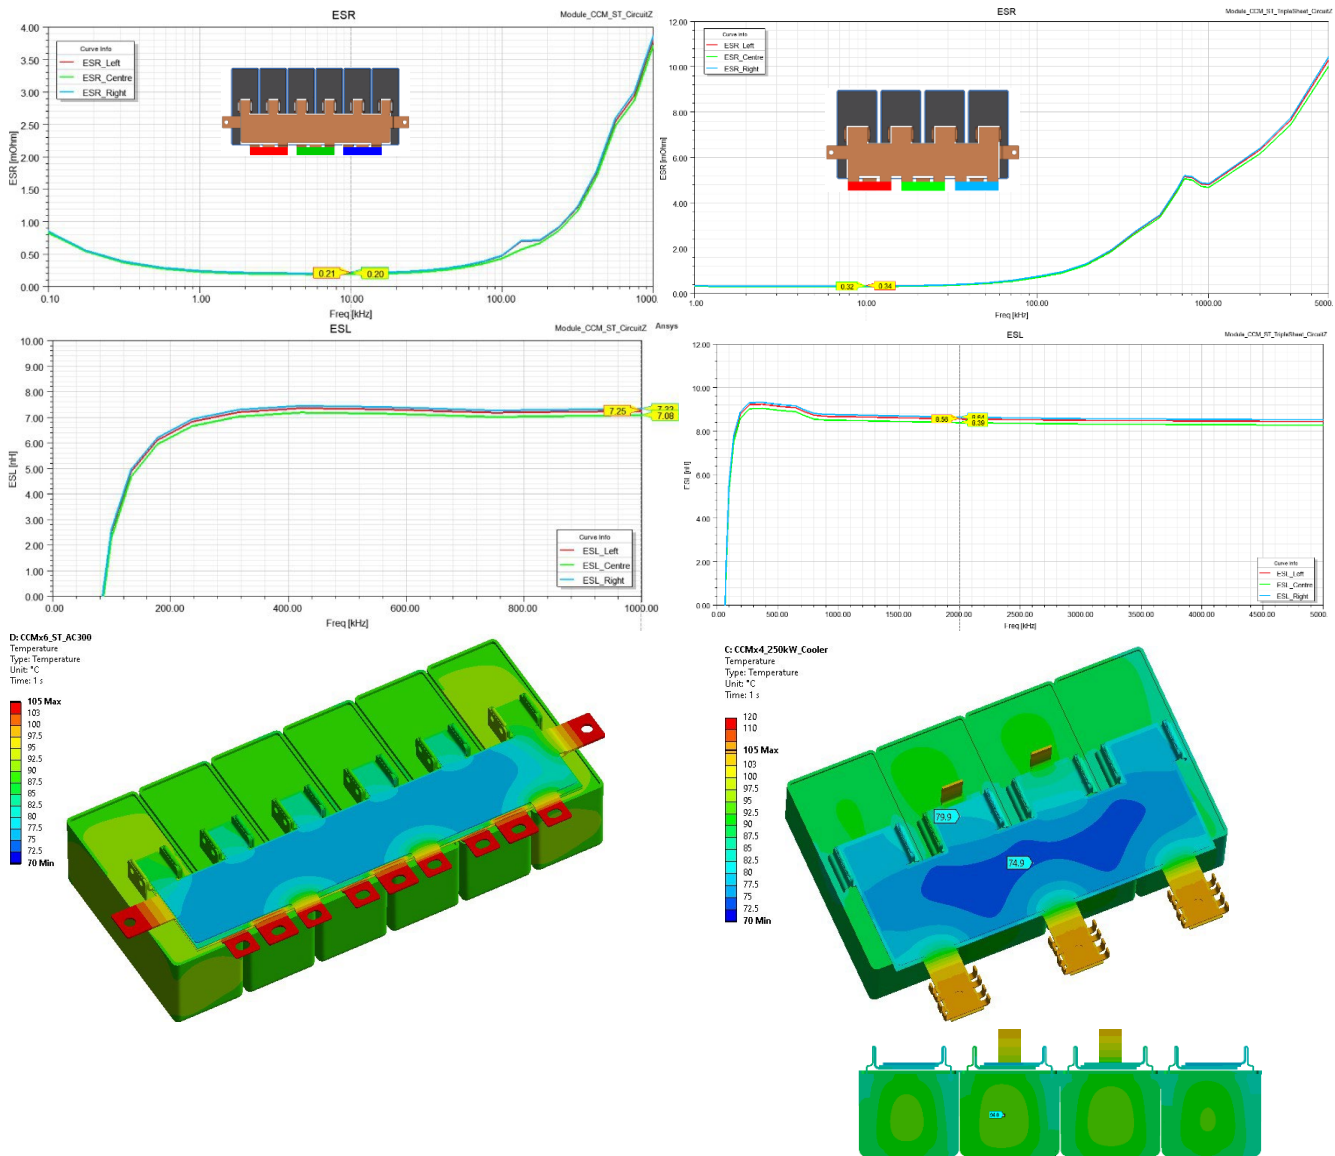 ESR
Module_CCM_ST_CircuitZ
Curve Info
ESR_Left
ESR_Centre
ESR_Right
ESR [mOhm]
4.00
3.50
3.00
2.50
2.00
1.50
1.00
0.50
0.00
0.21
0.20
0.10
1.00
10.00
100.00
1000.00
Freq [kHz]
ESR
Module_CCM_ST_TripleSheet_CircuitZ
Curve Info
ESR_Left
ESR_Centre
ESR_Right
ESR [mOhm]
12.00
10.00
8.00
6.00
4.00
2.00
0.00
0.32
0.34
1.00
10.00
100.00
1000.00
5000.
Freq [kHz]
ESL
Module_CCM_ST_CircuitZ
Ansys
ESL [nH]
10.00
9.00
8.00
7.00
6.00
5.00
4.00
3.00
2.00
1.00
0.00
7.25
7.08
Curve Info
ESL_Left
ESL_Centre
ESL_Right
0.00
200.00
400.00
600.00
800.00
1000.00
Freq [kHz]
ESL
Module_CCM_ST_TripleSheet_CircuitZ
ESL [nH]
12.00
10.00
8.00
6.00
4.00
2.00
0.00
8.39
Curve Info
ESL_Left
ESL_Centre
ESL_Right
0.00
500.00
1000.00
1500.00
2000.00
2500.00
3000.00
3500.00
4000.00
4500.00
5000.00
Freq [kHz]
D: CCMx6_ST_AC300
Temperature
Type: Temperature
Unit: °C
Time: 1 s
105 Max
103
100
97.5
95
92.5
90
87.5
85
82.5
80
77.5
75
72.5
70 Min
C: CCMx4_250kW_Cooler
Temperature
Type: Temperature
Unit: °C
Time: 1 s
120
110
105 Max
103
100
97.5
95
92.5
90
87.5
85
82.5
80
77.5
75
72.5
70 Min
79.9
74.9